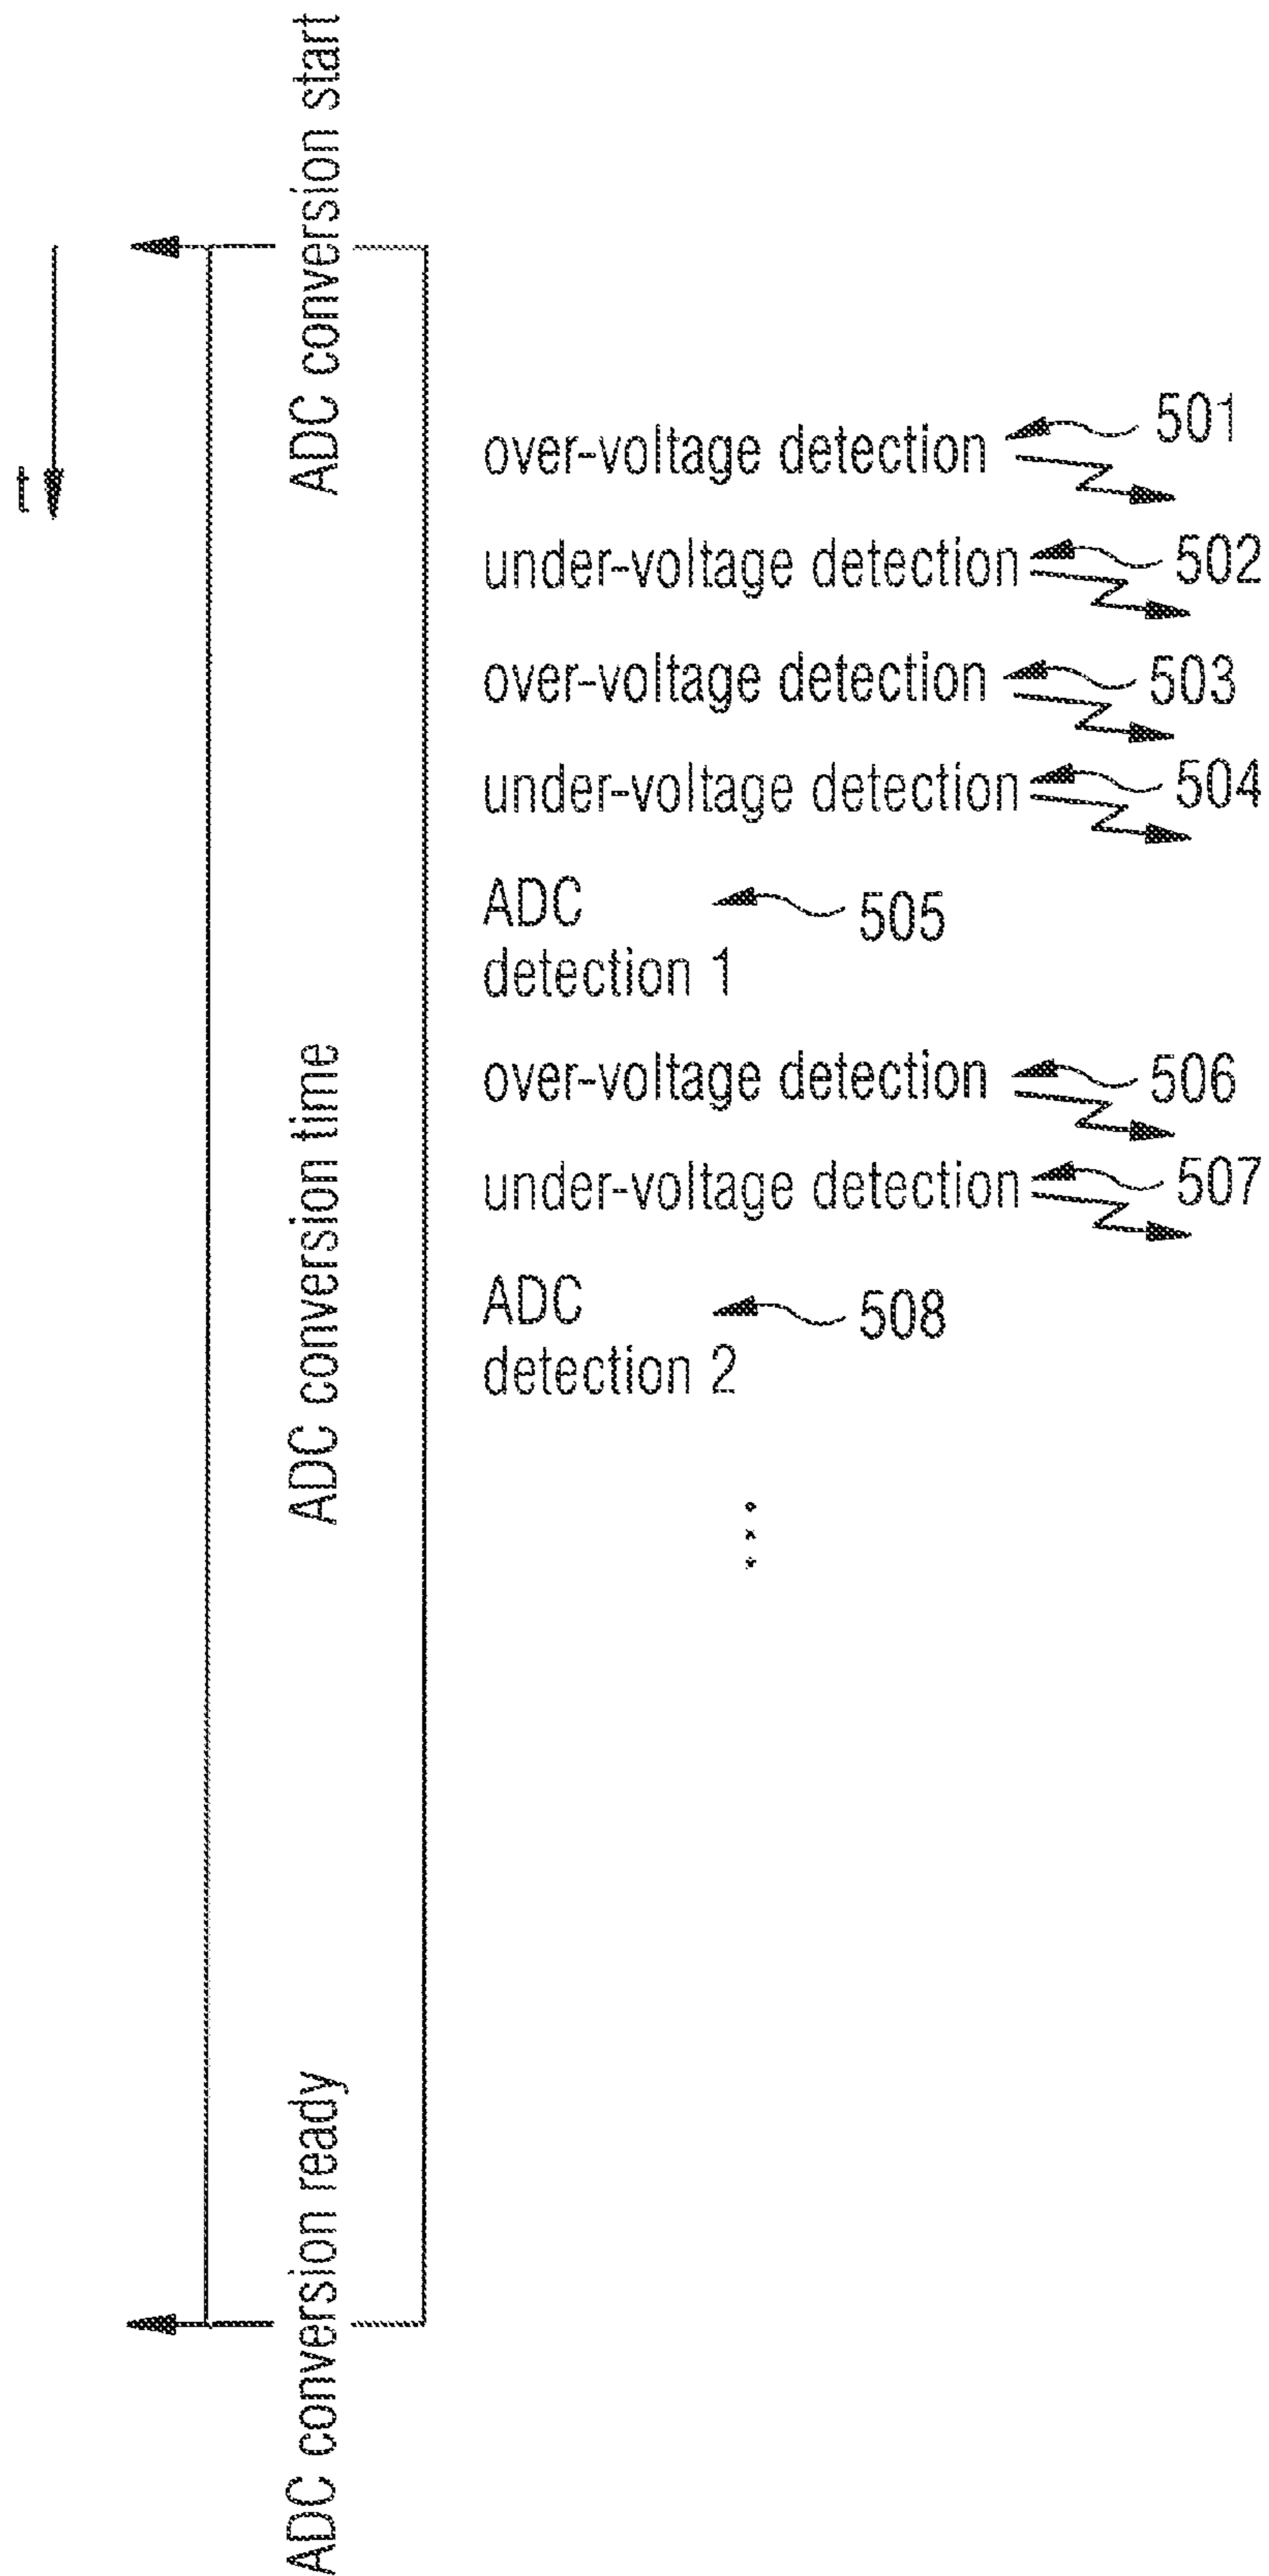 t
ADC conversion start
over-voltage detection 501
under-voltage detection 502
over-voltage detection 503
under-voltage detection 504
ADC
detection 1
505
ADC conversion time
over-voltage detection 506
under-voltage detection 507
ADC
detection 2
508
...
ADC conversion ready